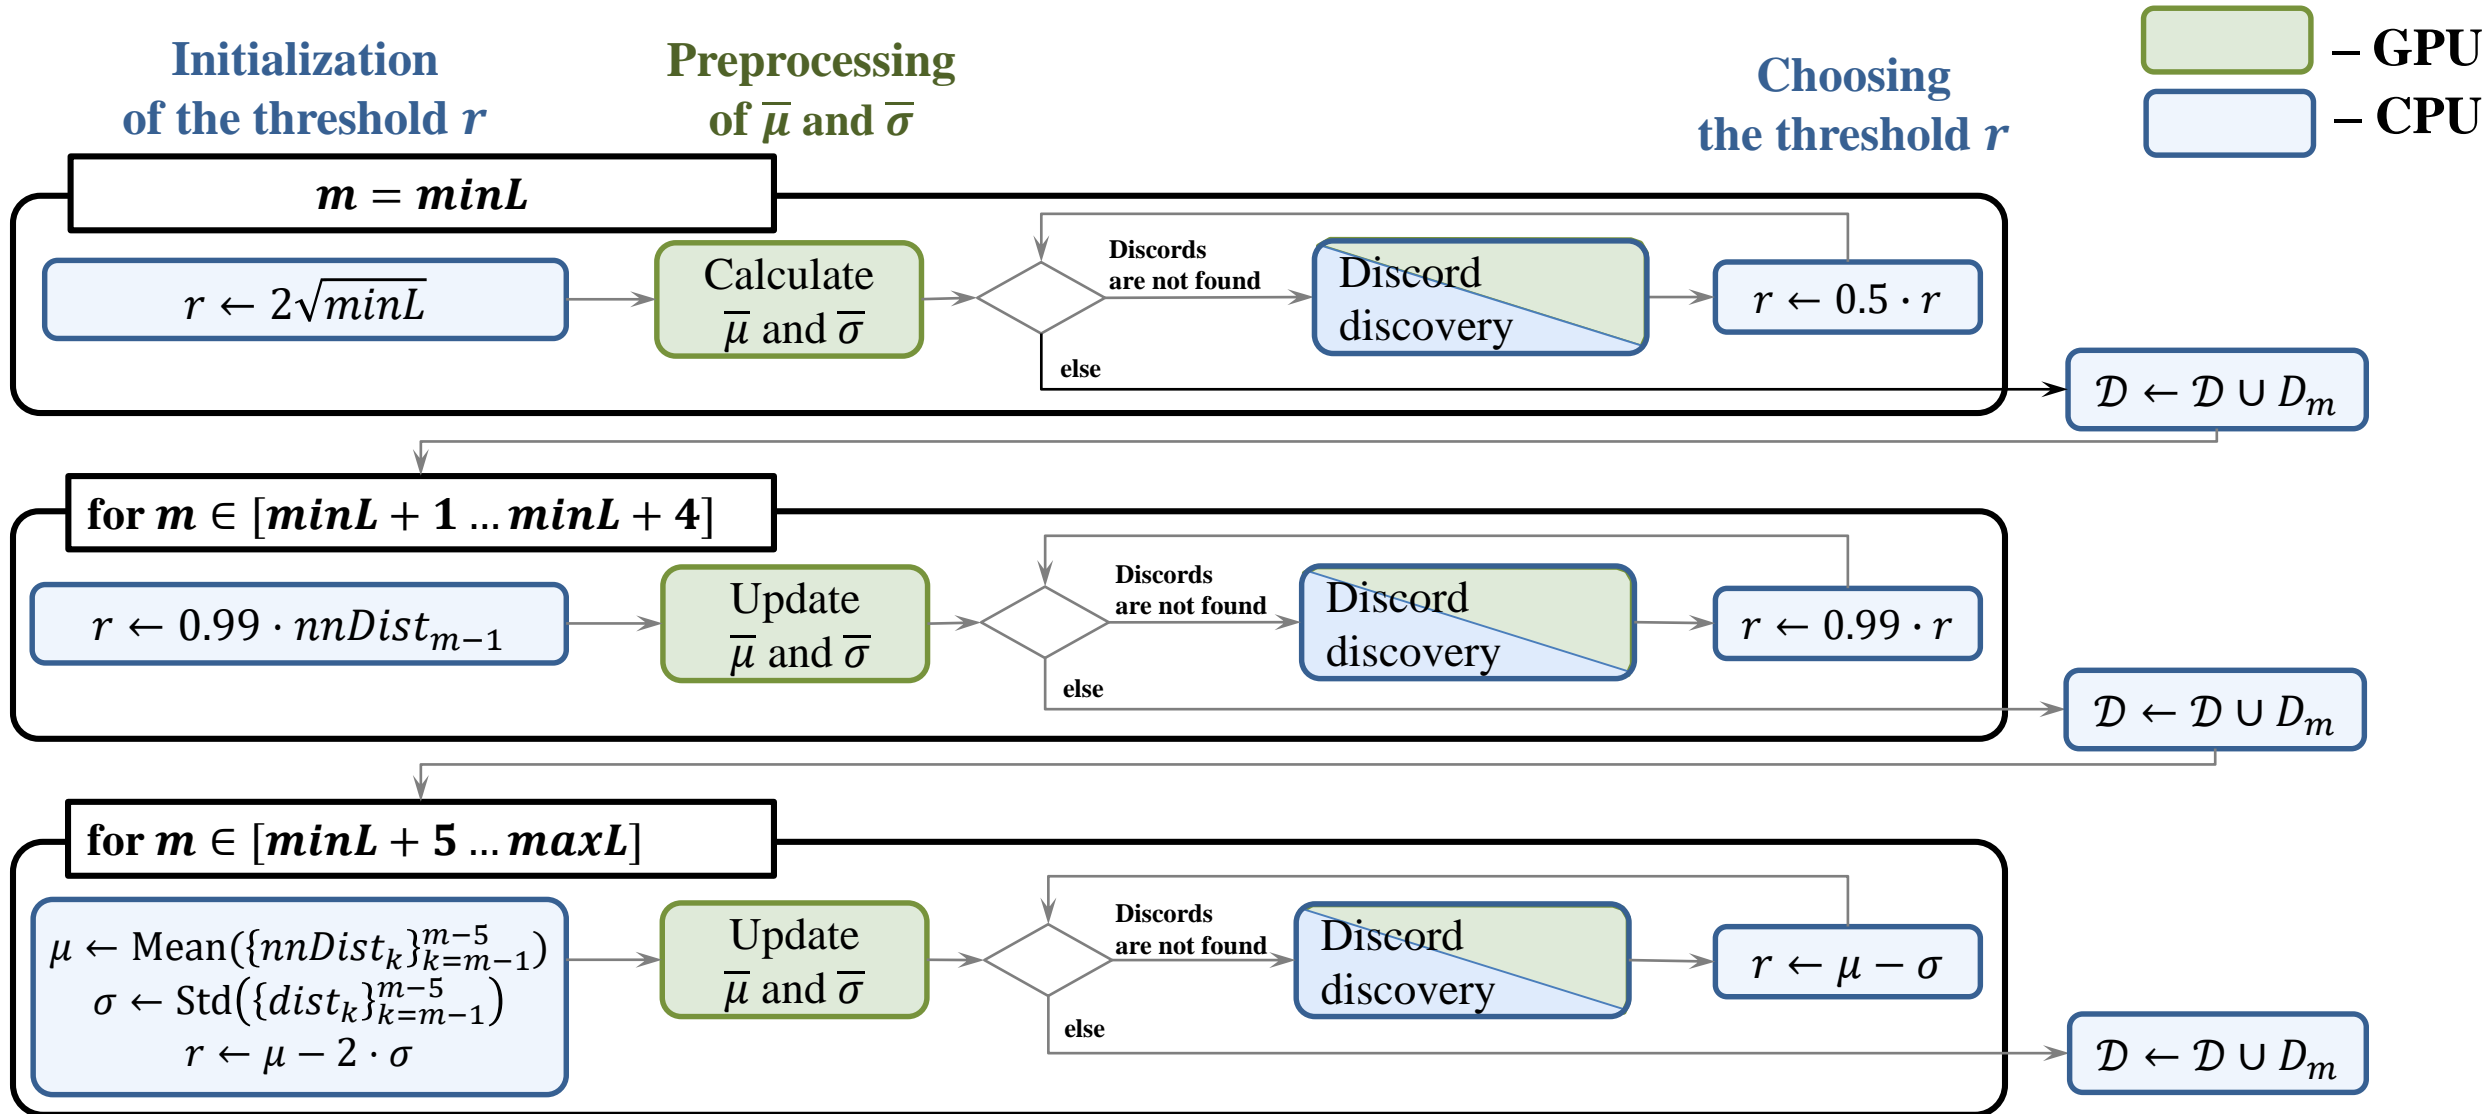 Initialization
of the threshold r
Preprocessing
of μ̅ and σ̅
Choosing
the threshold r
– GPU
– CPU
m = minL
r ← 2√minL
Calculate
μ̅ and σ̅
Discords
are not found
else
Discord
discovery
r ← 0.5 · r
𝒟 ← 𝒟 ∪ D_m
for m ∈ [minL + 1 … minL + 4]
r ← 0.99 · nnDist_{m−1}
Update
μ̅ and σ̅
Discords
are not found
else
Discord
discovery
r ← 0.99 · r
𝒟 ← 𝒟 ∪ D_m
for m ∈ [minL + 5 … maxL]
μ ← Mean({nnDist_k}_{k=m−1}^{m−5})
σ ← Std({dist_k}_{k=m−1}^{m−5})
r ← μ − 2 · σ
Update
μ̅ and σ̅
Discords
are not found
else
Discord
discovery
r ← μ − σ
𝒟 ← 𝒟 ∪ D_m